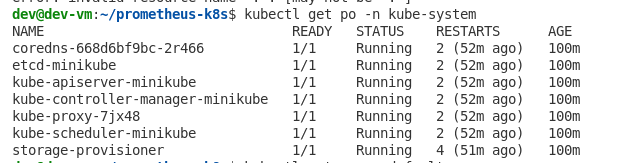 dev@dev-vm:~/prometheus-k8s$ kubectl get po -n kube-system
NAME READY STATUS RESTARTS AGE
coredns-668d6bf9bc-2r466 1/1 Running 2 (52m ago) 100m
etcd-minikube 1/1 Running 2 (52m ago) 100m
kube-apiserver-minikube 1/1 Running 2 (52m ago) 100m
kube-controller-manager-minikube 1/1 Running 2 (52m ago) 100m
kube-proxy-7jx48 1/1 Running 2 (52m ago) 100m
kube-scheduler-minikube 1/1 Running 2 (52m ago) 100m
storage-provisioner 1/1 Running 4 (51m ago) 100m